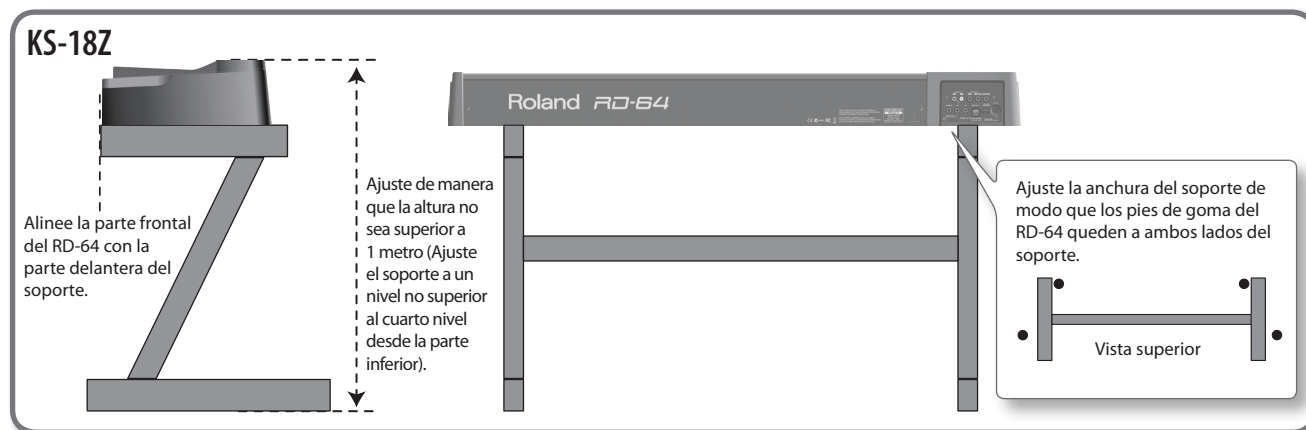 KS-18Z
Alinee la parte frontal
del RD-64 con la
parte delantera del
soporte.
Ajuste de manera
que la altura no
sea superior a
1 metro (Ajuste
el soporte a un
nivel no superior
al cuarto nivel
desde la parte
inferior).
Roland RD-64
Ajuste la anchura del soporte de
modo que los pies de goma del
RD-64 queden a ambos lados del
soporte.
Vista superior